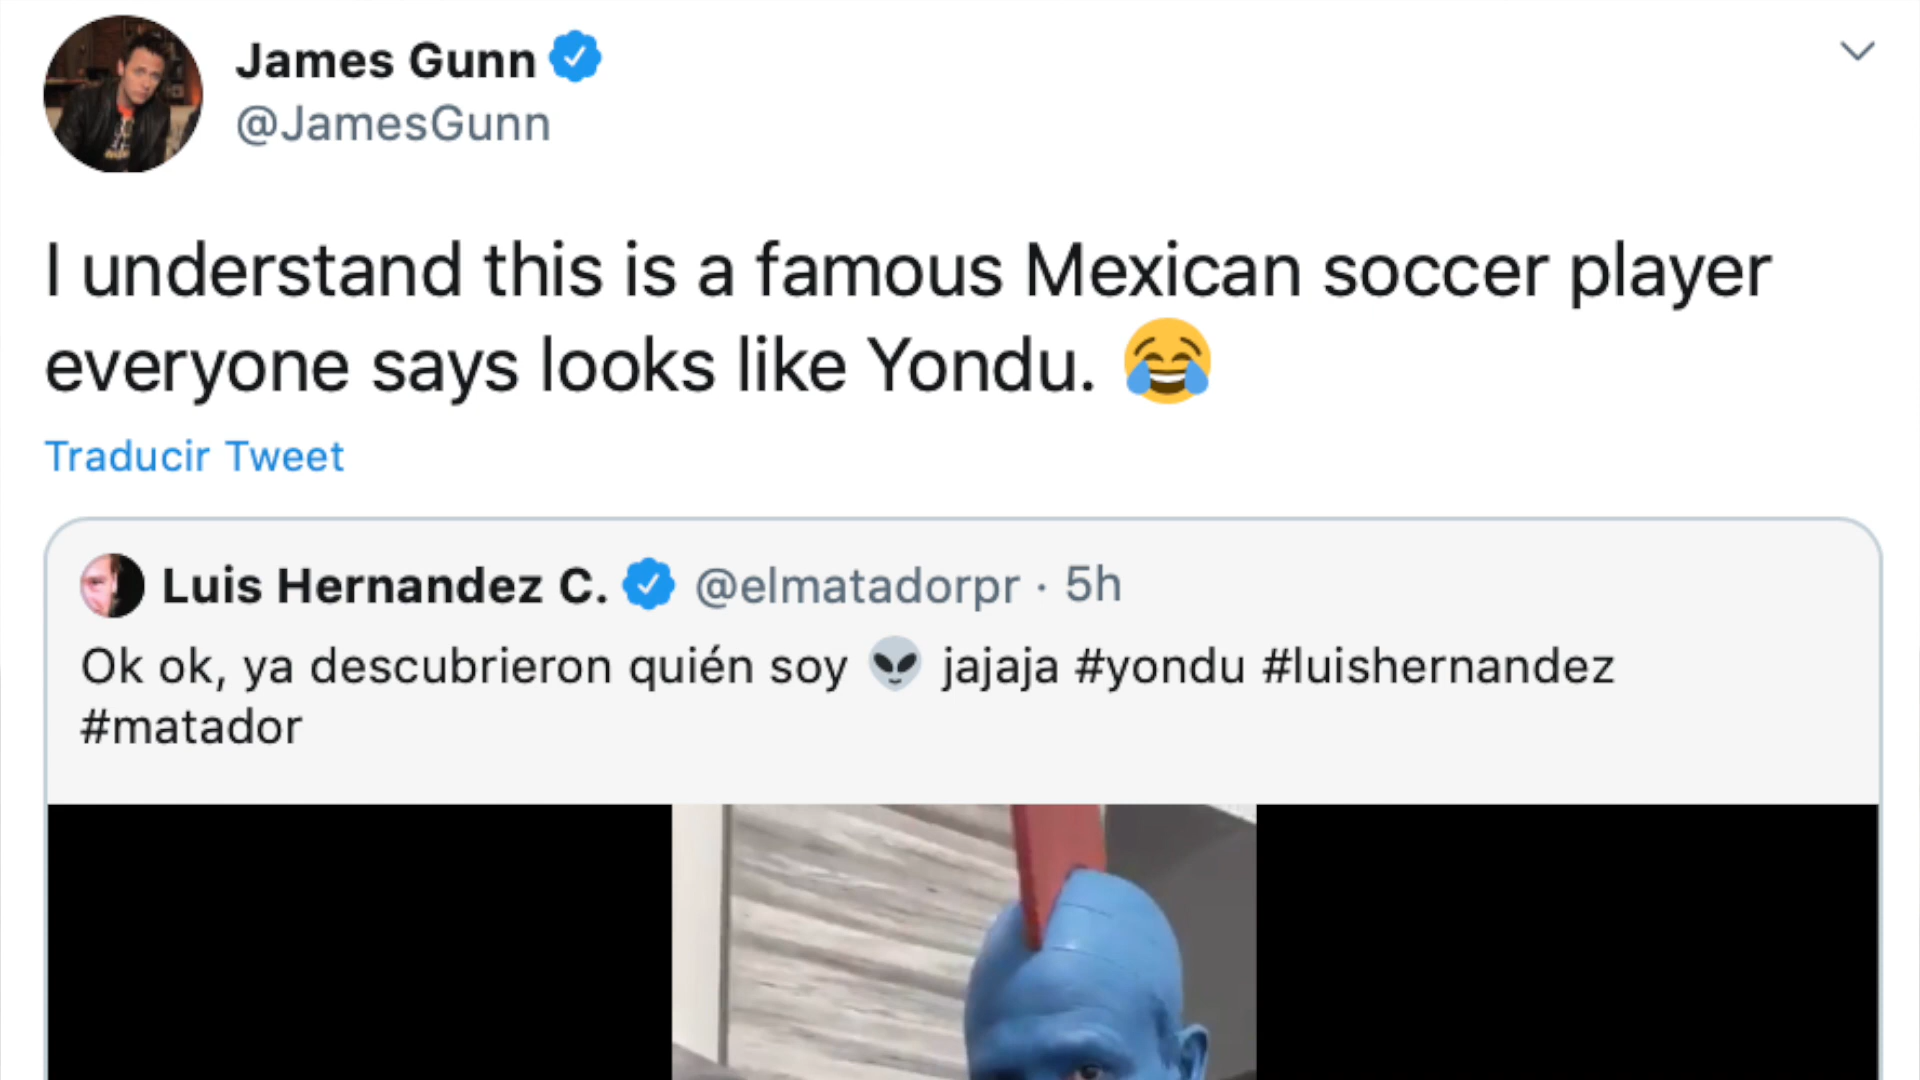 James Gunn
@JamesGunn
I understand this is a famous Mexican soccer player
everyone says looks like Yondu. 😂
Traducir Tweet
Luis Hernandez C. @elmatadorpr · 5h
Ok ok, ya descubrieron quién soy 👽 jajaja #yondu #luishernandez
#matador